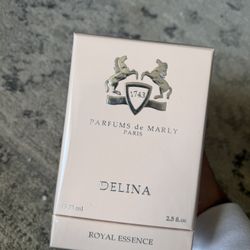 1743
PARFUMS de MARLY
PARIS
DELINA
75 ml 2.5 fl.oz
ROYAL ESSENCE